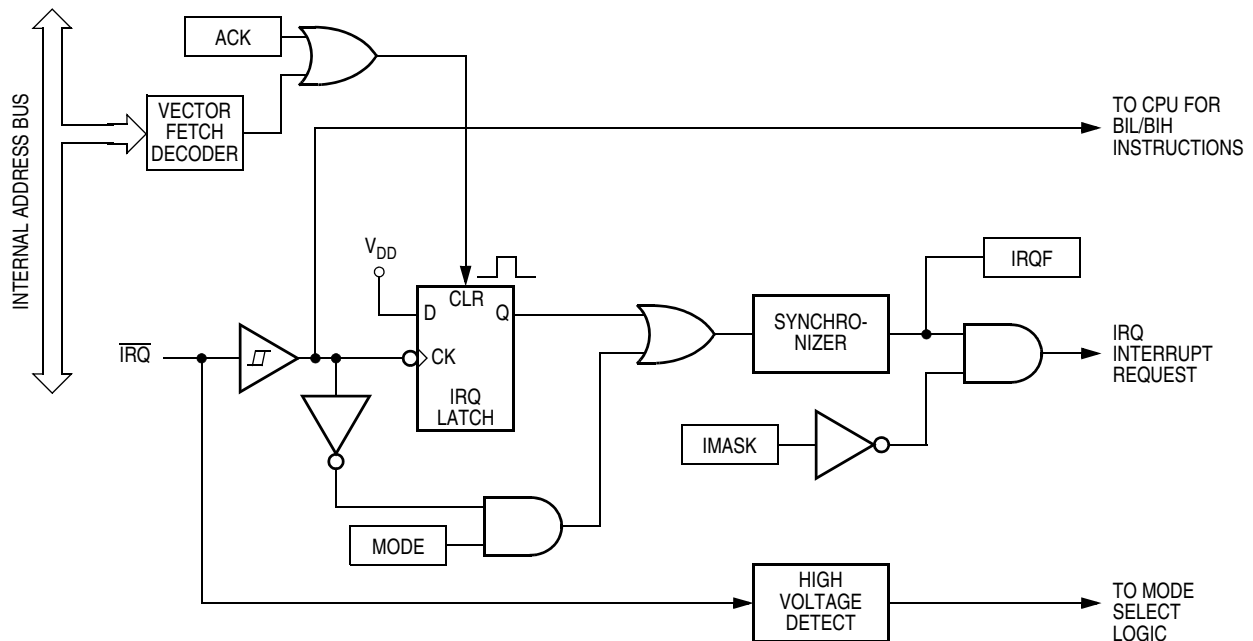 INTERNAL ADDRESS BUS
ACK
VECTOR
FETCH
DECODER
TO CPU FOR
BIL/BIH
INSTRUCTIONS
VDD
CLR
D
Q
CK
IRQ
LATCH
IRQ
SYNCHRO-
NIZER
IRQF
IRQ
INTERRUPT
REQUEST
IMASK
MODE
HIGH
VOLTAGE
DETECT
TO MODE
SELECT
LOGIC